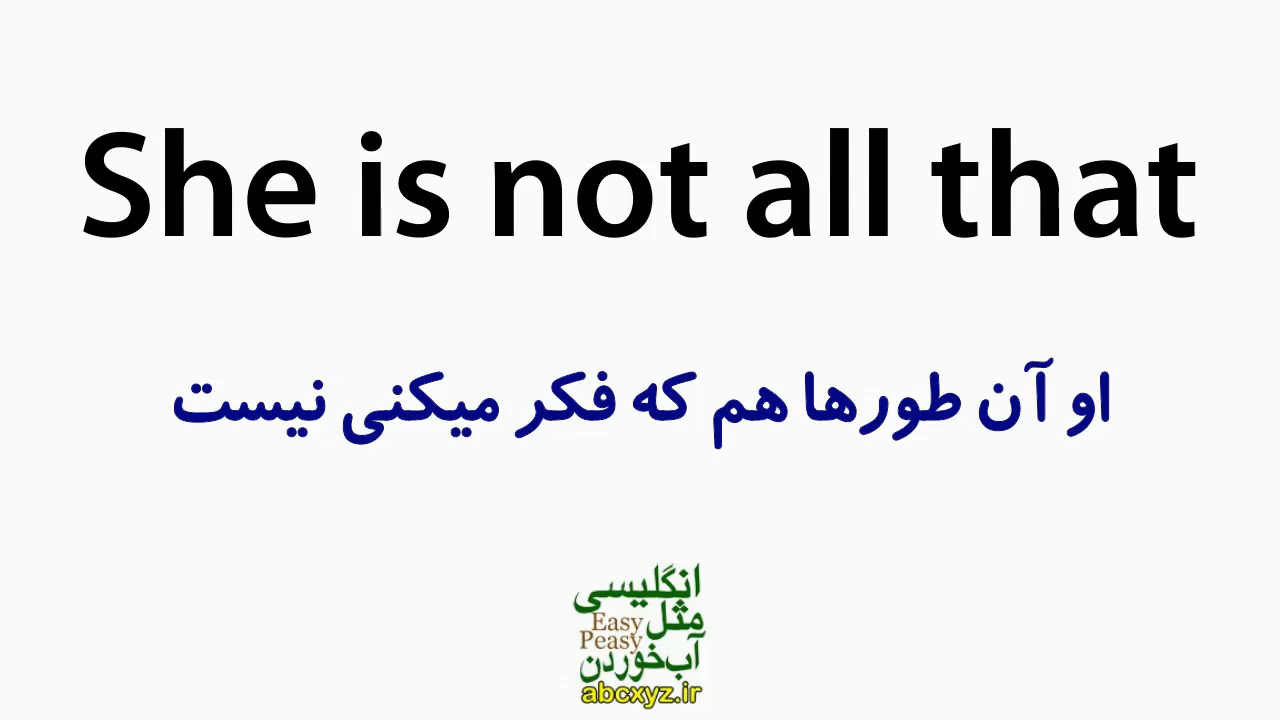 She is not all that
او آن طورها هم که فکر میکنی نیست
انگلیسی
مثل Easy
Peasy
آب‌خوردن
abcxyz.ir